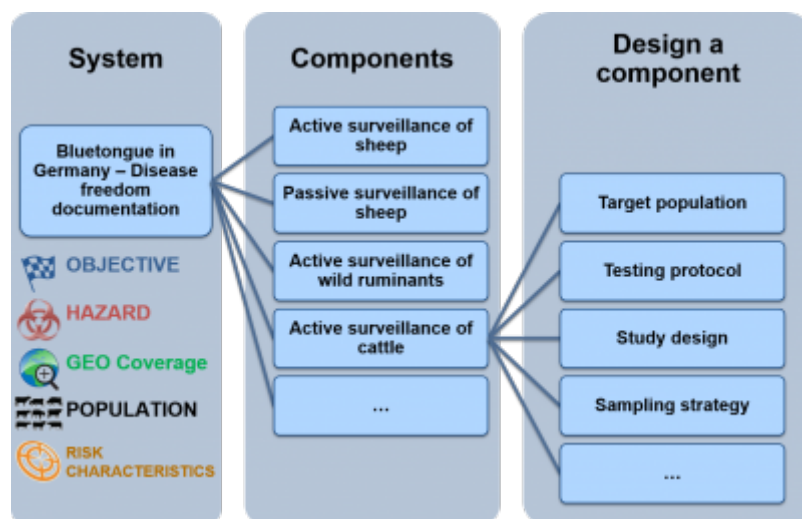 System
Bluetongue in
Germany – Disease
freedom
documentation
OBJECTIVE
HAZARD
GEO Coverage
POPULATION
RISK
CHARACTERISTICS
Components
Active surveillance of
sheep
Passive surveillance of
sheep
Active surveillance of
wild ruminants
Active surveillance of
cattle
...
Design a
component
Target population
Testing protocol
Study design
Sampling strategy
...